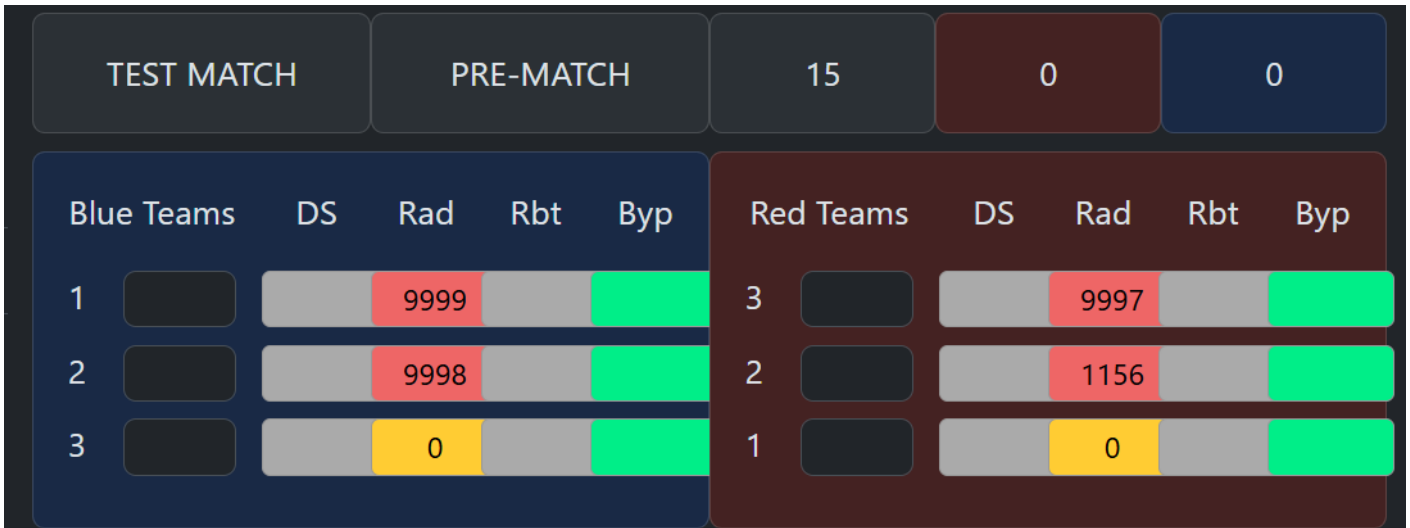 TEST MATCH PRE-MATCH 15 0 0
Blue Teams DS Rad Rbt Byp Red Teams DS Rad Rbt Byp
1 9999 3 9997
2 9998 2 1156
3 0 1 0